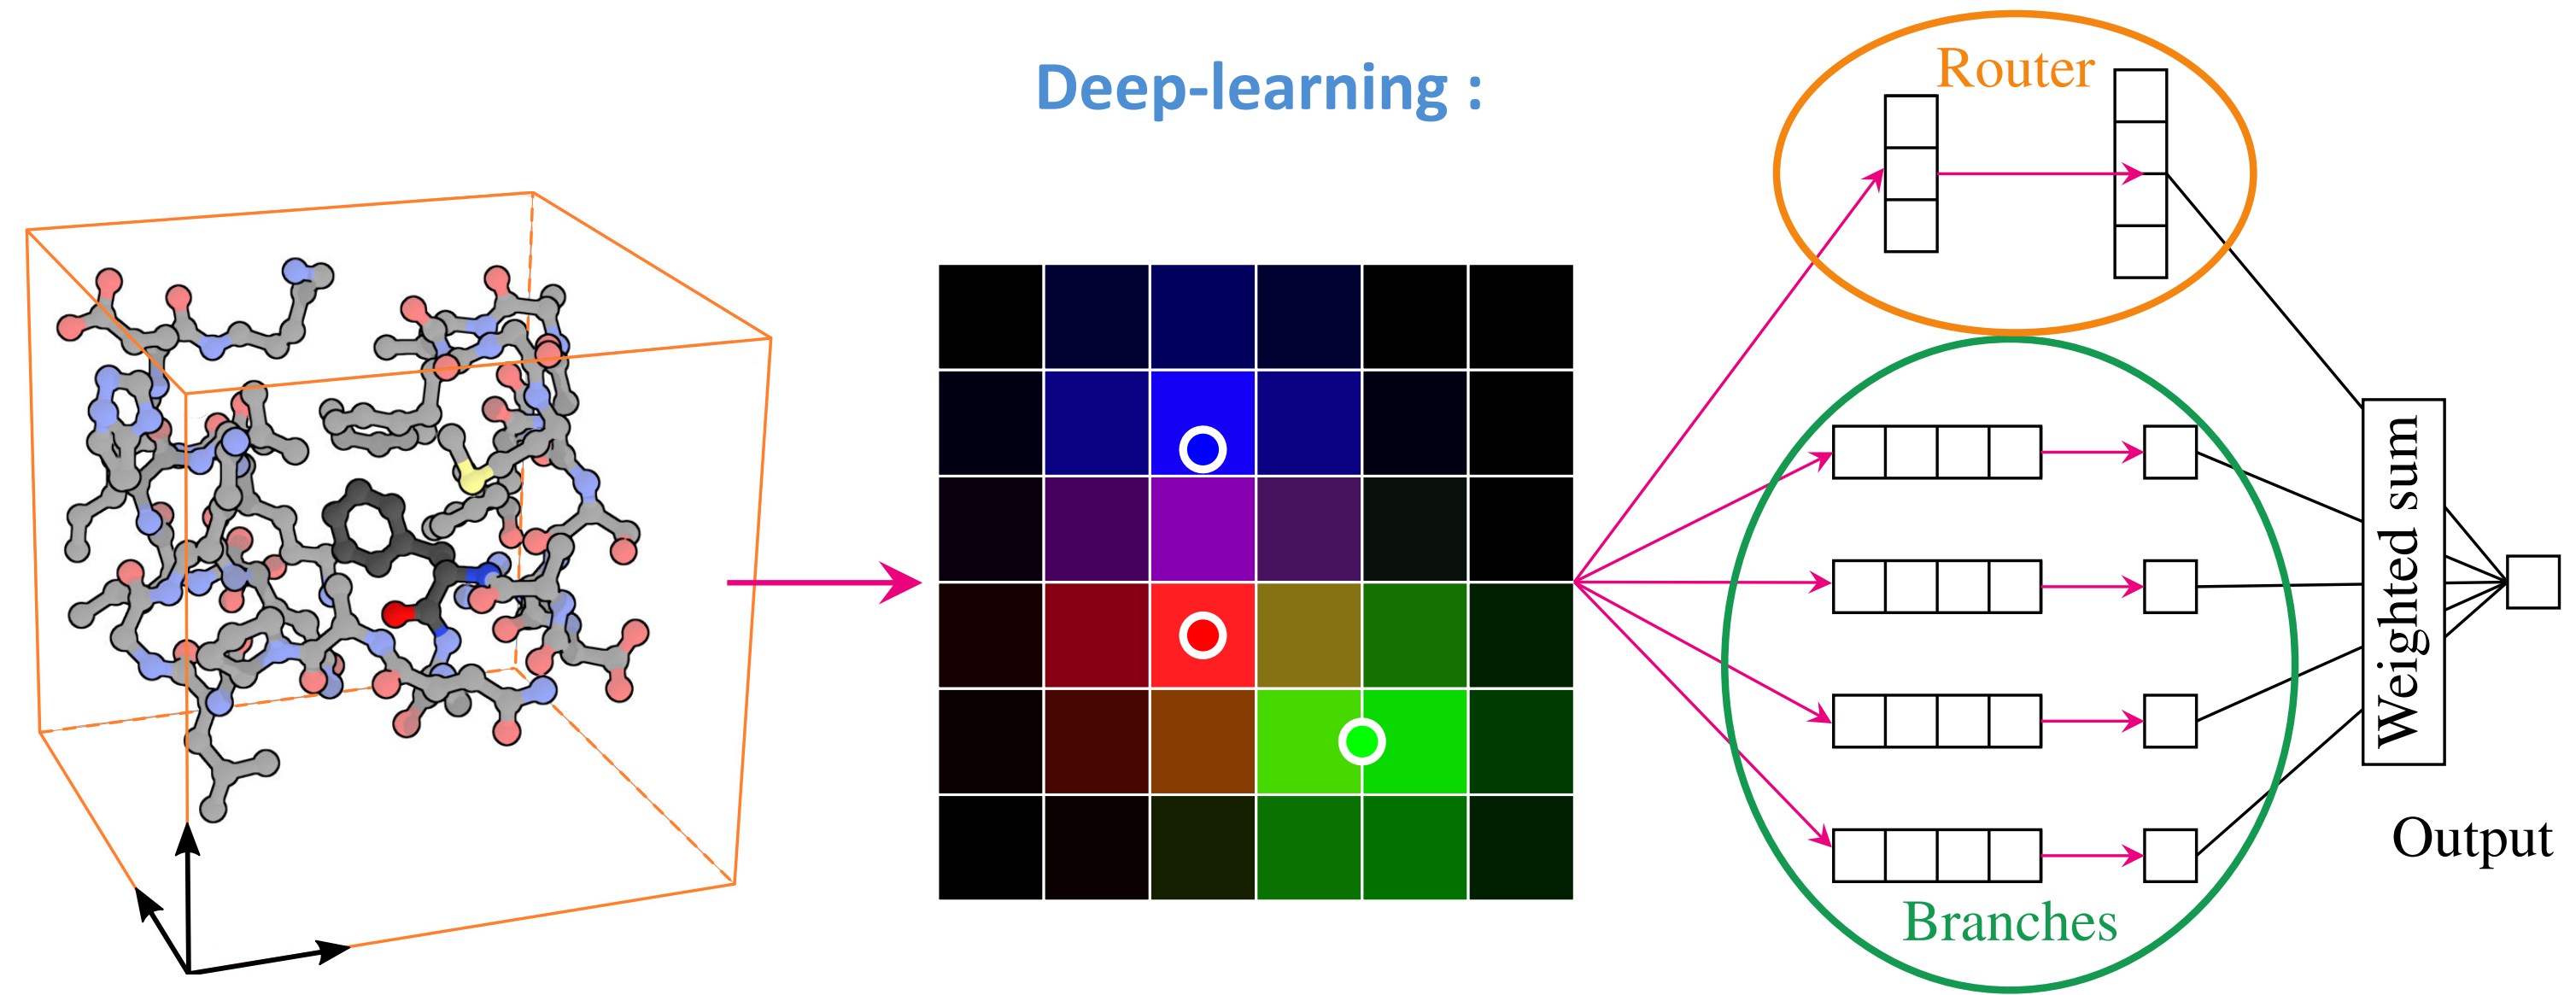 Deep-learning :
Router
Branches
Weighted sum
Output